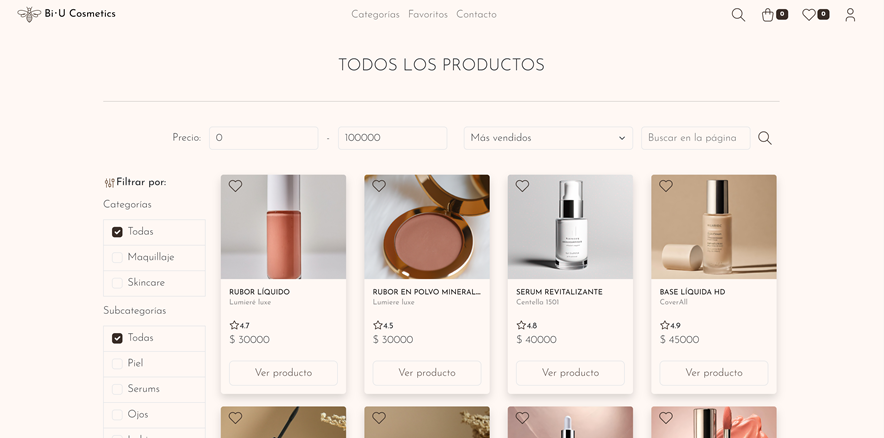 Bi·U Cosmetics
Categorías Favoritos Contacto
0 0
TODOS LOS PRODUCTOS
Precio: 0 - 100000 Más vendidos Buscar en la página
Filtrar por:
Categorías
Todas
Maquillaje
Skincare
Subcategorías
Todas
Piel
Serums
Ojos
RUBOR LÍQUIDO
Lumiere luxe
4.7
$ 30000
Ver producto
RUBOR EN POLVO MINERAL...
Lumiere luxe
4.5
$ 30000
Ver producto
SERUM REVITALIZANTE
Centella 1501
4.8
$ 40000
Ver producto
BASE LÍQUIDA HD
CoverAll
4.9
$ 45000
Ver producto